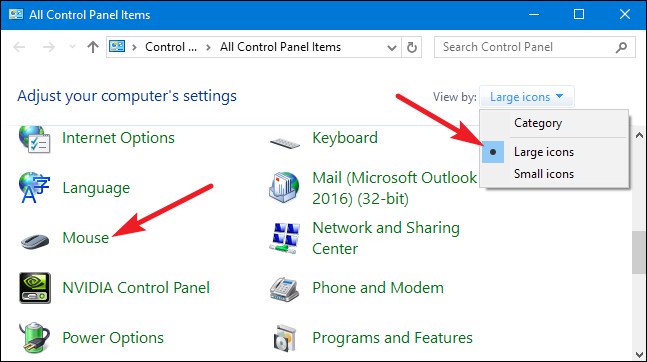 All Control Panel Items
Control ...
All Control Panel Items
Search Control Panel
Adjust your computer's settings
View by:
Large icons
Category
Large icons
Small icons
Internet Options
Keyboard
Language
Mail (Microsoft Outlook
2016) (32-bit)
Mouse
Network and Sharing
Center
NVIDIA Control Panel
Phone and Modem
Power Options
Programs and Features